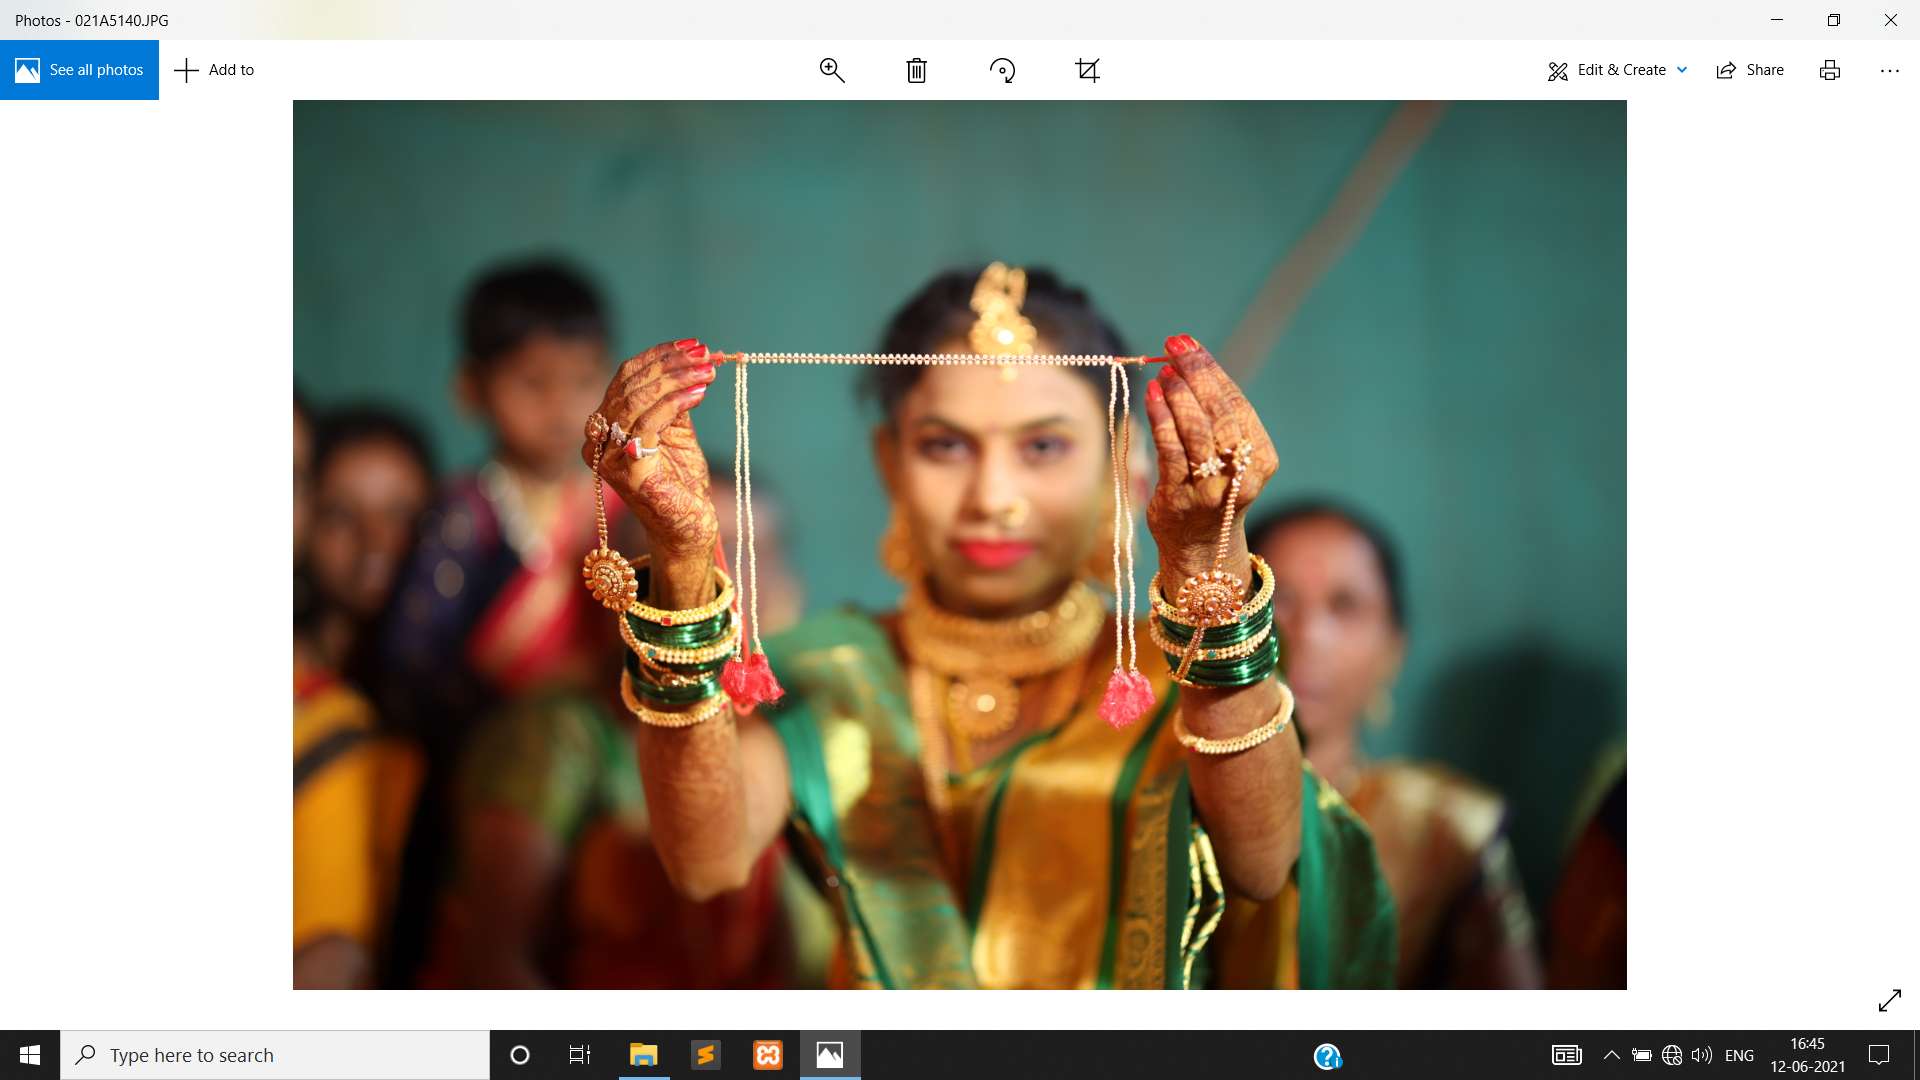 Photos - 021A5140.JPG
See all photos
Add to
Edit & Create
Share
Type here to search
ENG
16:45
12-06-2021